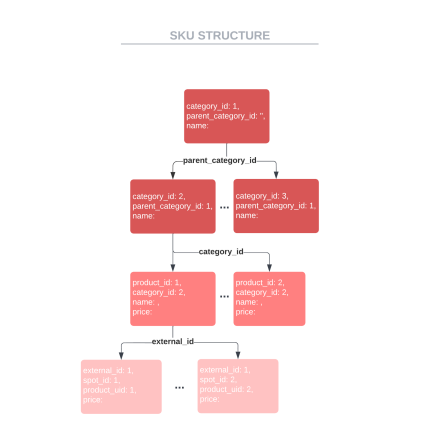 SKU STRUCTURE
category_id: 1,
parent_category_id: '',
name:
parent_category_id
category_id: 2,
parent_category_id: 1,
name:
...
category_id: 3,
parent_category_id: 1,
name:
category_id
product_id: 1,
category_id: 2,
name: ,
price:
...
product_id: 2,
category_id: 2,
name: ,
price:
external_id
external_id: 1,
spot_id: 1,
product_uid: 1,
price:
...
external_id: 1,
spot_id: 2,
product_uid: 2,
price: